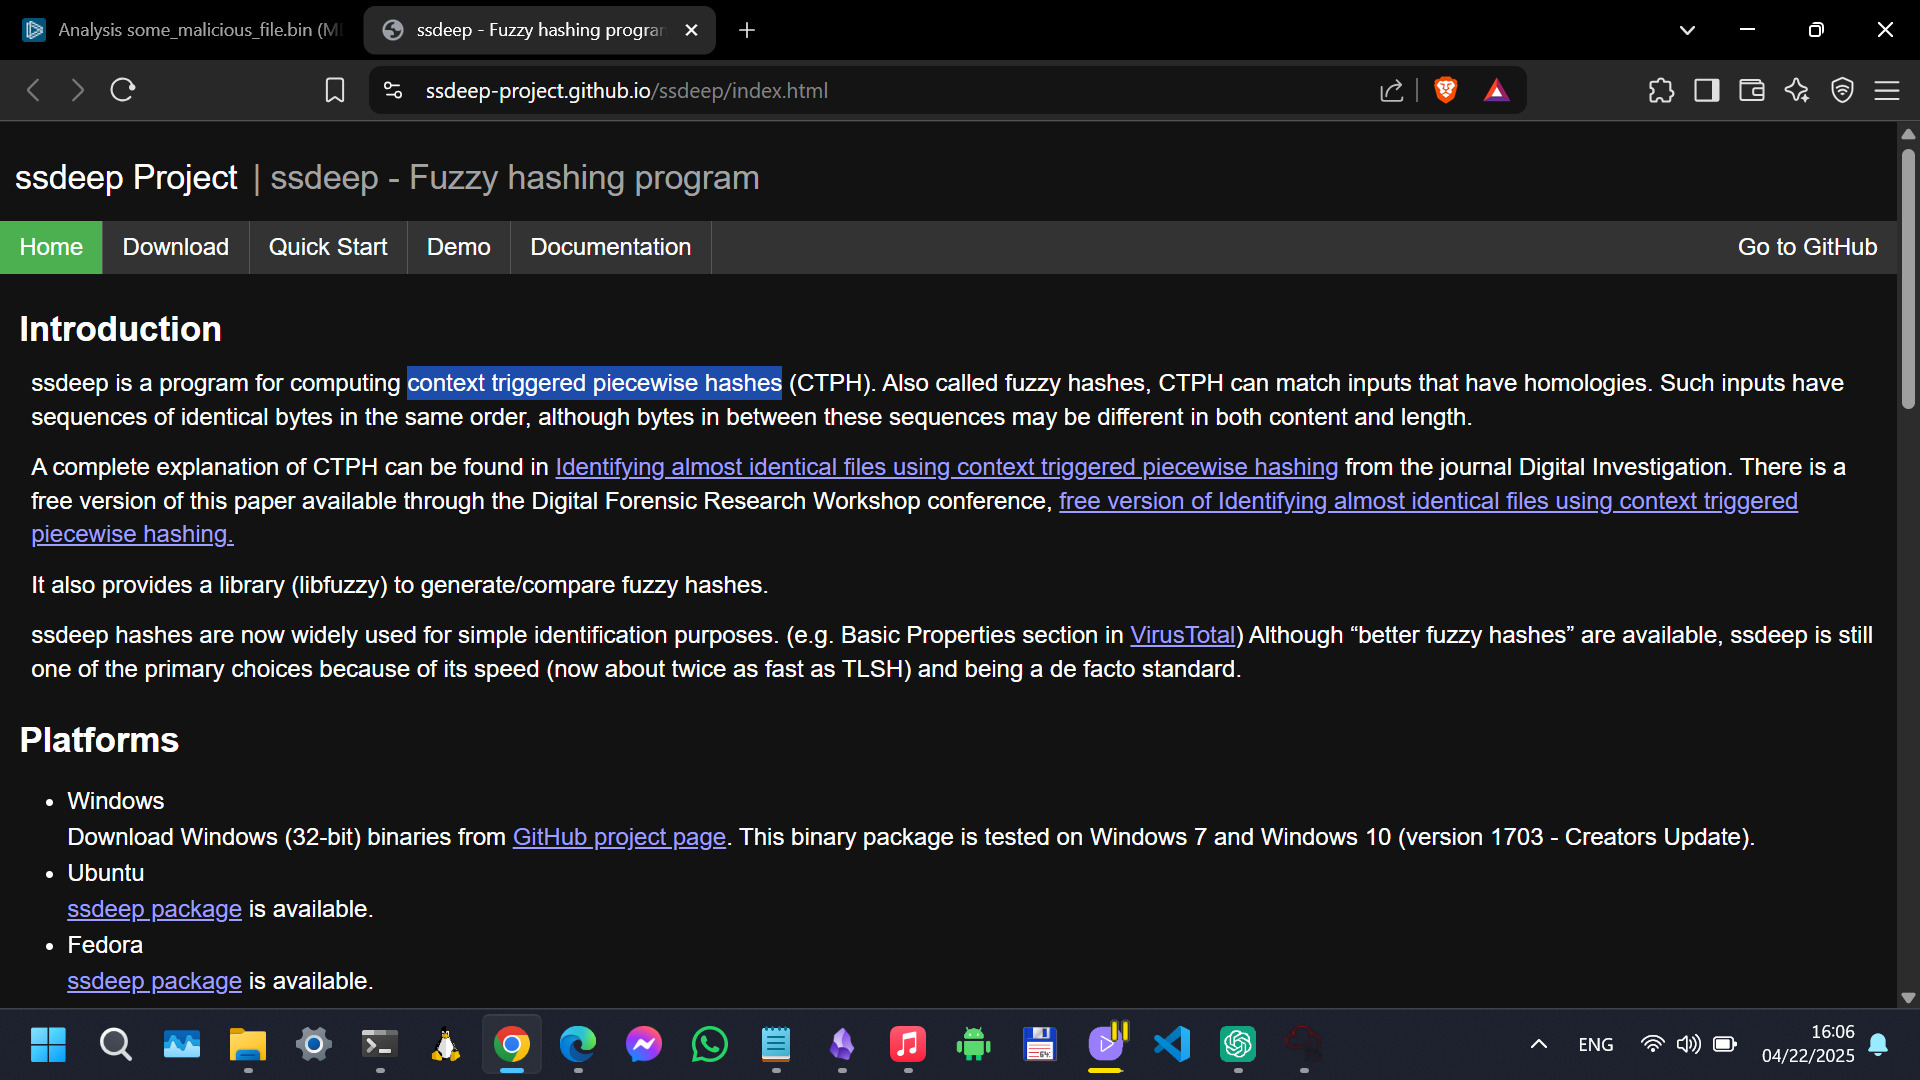 Analysis some_malicious_file.bin (M
ssdeep - Fuzzy hashing program
ssdeep-project.github.io/ssdeep/index.html
ssdeep Project | ssdeep - Fuzzy hashing program
Home Download Quick Start Demo Documentation Go to GitHub
Introduction
ssdeep is a program for computing context triggered piecewise hashes (CTPH). Also called fuzzy hashes, CTPH can match inputs that have homologies. Such inputs have
sequences of identical bytes in the same order, although bytes in between these sequences may be different in both content and length.
A complete explanation of CTPH can be found in Identifying almost identical files using context triggered piecewise hashing from the journal Digital Investigation. There is a
free version of this paper available through the Digital Forensic Research Workshop conference, free version of Identifying almost identical files using context triggered
piecewise hashing.
It also provides a library (libfuzzy) to generate/compare fuzzy hashes.
ssdeep hashes are now widely used for simple identification purposes. (e.g. Basic Properties section in VirusTotal) Although “better fuzzy hashes” are available, ssdeep is still
one of the primary choices because of its speed (now about twice as fast as TLSH) and being a de facto standard.
Platforms
• Windows
Download Windows (32-bit) binaries from GitHub project page. This binary package is tested on Windows 7 and Windows 10 (version 1703 - Creators Update).
• Ubuntu
ssdeep package is available.
• Fedora
ssdeep package is available.
64
ENG
16:06
04/22/2025